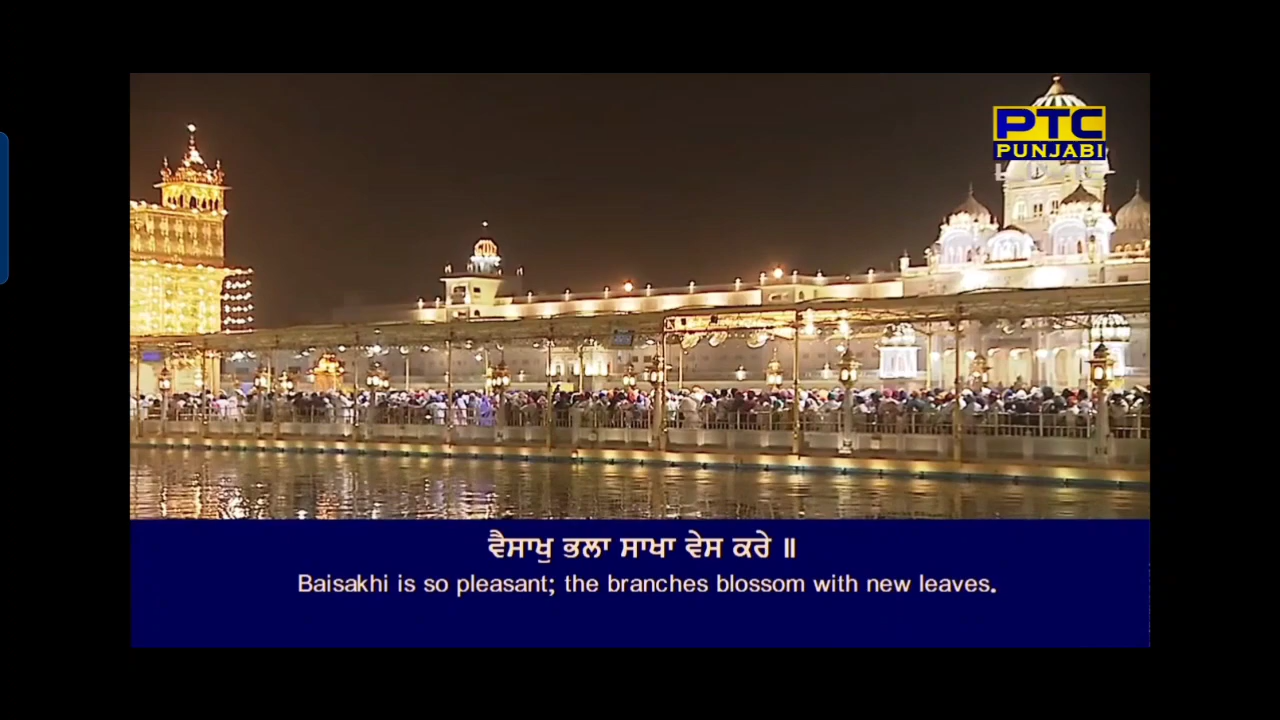 PTC
PUNJABI
ਵੈਸਾਖੁ ਭਲਾ ਸਾਖਾ ਵੇਸ ਕਰੇ ॥
Baisakhi is so pleasant; the branches blossom with new leaves.